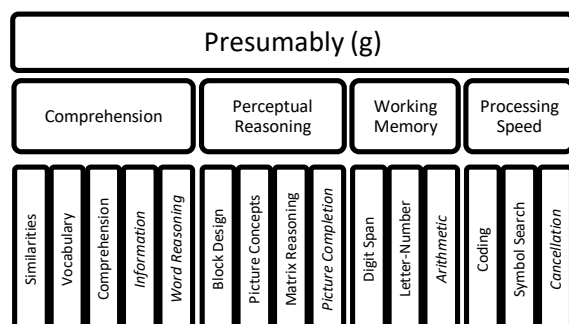 Presumably (g)
Comprehension
Perceptual
Reasoning
Working
Memory
Processing
Speed
Similarities
Vocabulary
Comprehension
Information
Word Reasoning
Block Design
Picture Concepts
Matrix Reasoning
Picture Completion
Digit Span
Letter-Number
Arithmetic
Coding
Symbol Search
Cancellation